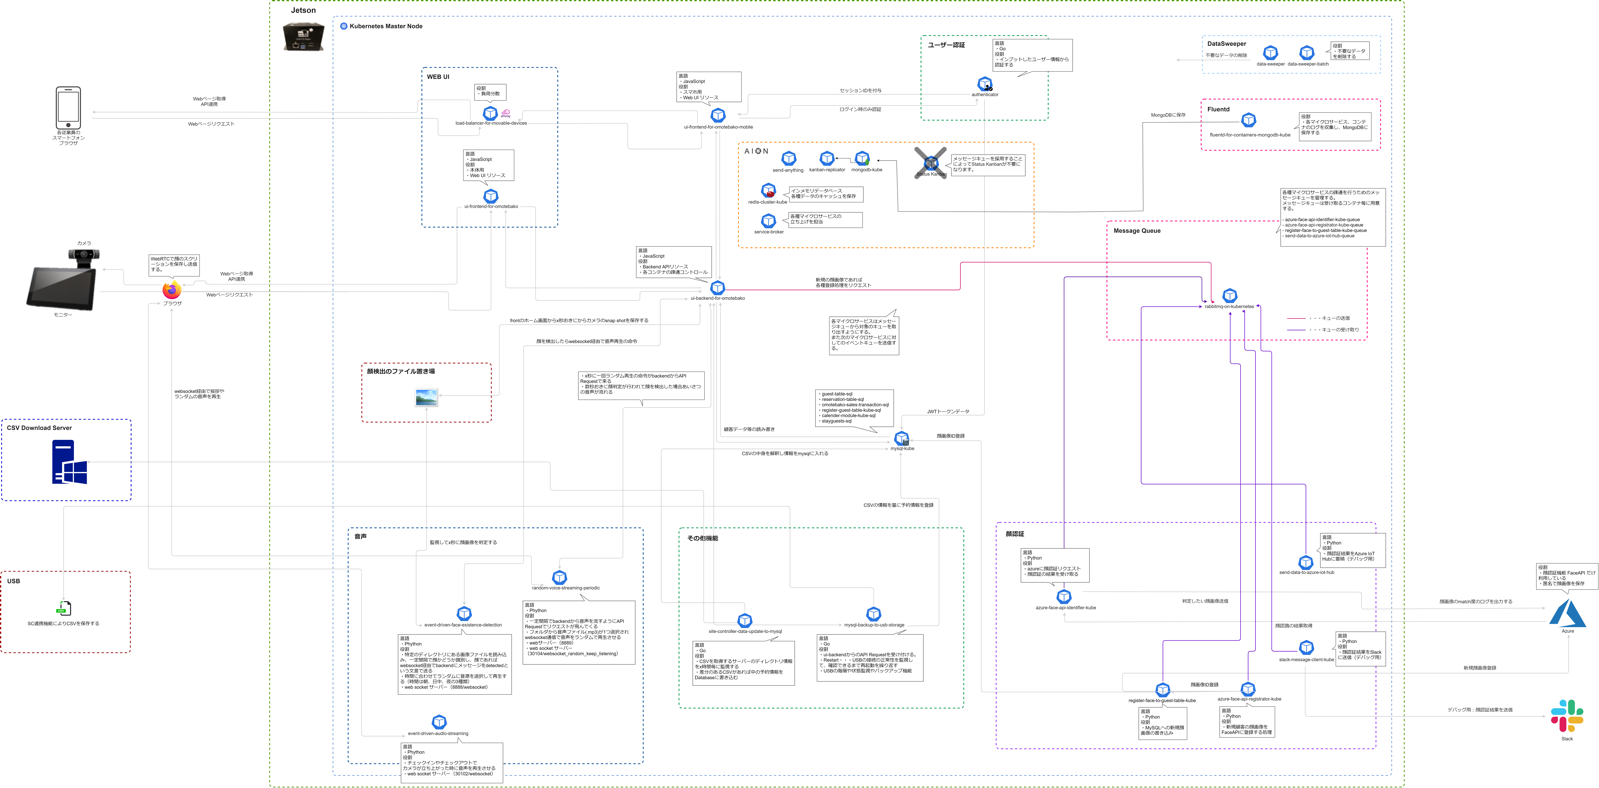 Jetson
Kubernetes Master Node
各従業員の
スマートフォン
ブラウザ
Webページ取得
API連携
Webページリクエスト
WEB UI
役割
・負荷分散
load-balancer-for-movable-devices
言語
・JavaScript
役割
・本体用
・Web UI リソース
ui-frontend-for-omotebako
言語
・JavaScript
役割
・スマホ用
・Web UI リソース
ui-frontend-for-omotebako-mobile
セッションIDを付与
ログイン時のみ認証
ユーザー認証
言語
・Go
役割
・インプットしたユーザー情報から
認証する
authenticator
DataSweeper
不要なデータの削除
data-sweeper
data-sweeper-batch
役割
・不要なデータ
を削除する
Fluentd
MongoDBに保存
fluentd-for-containers-mongodb-kube
役割
・各マイクロサービス、コンテナ
のログを収集し、MongoDBに
保存する
AION
send-anything
kanban-replicator
mongodb-kube
Status Kanban
メッセージキューを採用すること
によってStatus Kanbanが不要に
なります。
redis-cluster-kube
インメモリデータベース
各種データのキャッシュを保存
service-broker
各種マイクロサービスの
立ち上げを担当
各種マイクロサービスの疎通を行うためのメッ
セージキューを管理する。
メッセージキューは受け取るコンテナ毎に用意
する。
- azure-face-api-identifier-kube-queue
- azure-face-api-registrator-kube-queue
- register-face-to-guest-table-kube-queue
- send-data-to-azure-iot-hub-queue
Message Queue
rabbitmq-on-kubernetes
・・・キューの送信
・・・キューの受け取り
カメラ
モニター
WebRTCで顔のスクリ
ーンを保存し送信
する。
ブラウザ
Webページ取得
API連携
Webページリクエスト
言語
・JavaScript
役割
・Backend API/リソース
・各コンテナの疎通コントロール
ui-backend-for-omotebako
新規の顔画像であれば
各種登録処理をリクエスト
各マイクロサービスはメッセー
ジキューから対象のキューを取
り出すようにする。
また次のマイクロサービスに対
してのイベントキューを送信す
る。
frontのホーム画面からx秒おきにからカメラのsnap shotを保存する
顔を検出したらwebsocket経由で音声再生の命令
顔検出のファイル置き場
websocket経由で挨拶や
ランダムの音声を再生
・x秒に一回ランダム再生の命令がbackendからAPI
Requestで来る
・数秒おきに顔判定が行われて顔を検出した場合あいさつ
の音声が流れる
・guest-table-sql
・reservation-table-sql
・omotebako-sales-transaction-sql
・register-guest-table-kube-sql
・calender-module-kube-sql
・stayguests-sql
JWTトークンデータ
顧客データ等の読み書き
mysql-kube
顔画像ID登録
CSVの中身を解釈し情報をmysqlに入れる
CSVの情報を基に予約情報を登録
CSV Download Server
USB
SC連携機能によりCSVを保存する
音声
監視してx秒に顔画像を判定する
random-voice-streaming-periodic
言語
・Phython
役割
・一定間隔でbackendから音声を流すようにAPI
Requestでリクエストが飛んでくる
・フォルダから音声ファイル(.mp3)が1つ選択され
websocket通信で音声をランダムで再生させる
・webサーバー（8889）
・web socket サーバー
（30104/websocket_random_keep_listening）
event-driven-face-existence-detection
言語
・Phython
役割
・特定のディレクトリにある画像ファイルを読み込
み、一定間隔で顔かどうか識別し、顔であれば
websocket経由でbackendにメッセージをdetectedと
いう文言で送る
・時間に合わせてランダムに音源を選択して再生す
る（時間は朝、日中、夜の3種類）
・web socket サーバー（8888/websocket）
event-driven-audio-streaming
言語
・Phython
役割
・チェックインやチェックアウトで
カメラが立ち上がった時に音声を再生させる
・web socket サーバー（30102/websocket）
その他機能
site-controller-data-update-to-mysql
言語
・Go
役割
・CSVを取得するサーバーのディレクトリ情報
をx時間毎に監視する
・差分のあるCSVがあれば中の予約情報を
Databaseに書き込む
mysql-backup-to-usb-storage
言語
・Go
役割
・ui-backendからのAPI Requestを受け付ける。
・Restart・・・USBの接続の正常性を監視し
て、確認できるまで再起動を繰り返す
・USBの指揮や状態監視やバックアップ機能
顔認証
言語
・Python
役割
・azureに顔認証リクエスト
・顔認証の結果を受け取る
azure-face-api-identifier-kube
言語
・Python
役割
・顔認証結果をAzure IoT
Hubに蓄積（デバッグ用）
send-data-to-azure-iot-hub
判定したい顔画像送信
顔認識の結果取得
顔画像のmatch度のログを出力する
言語
・Python
役割
・顔認証結果をSlack
に送信（デバッグ用）
slack-message-client-kube
顔画像ID登録
register-face-to-guest-table-kube
言語
・Python
役割
・MySQLへの新規顔
画像の書き込み
azure-face-api-registrator-kube
言語
・Python
役割
・新規顧客の顔画像を
FaceAPIに登録する処理
役割
・顔認証機能 FaceAPI だけ
利用している
・匿名で顔画像を保存
Azure
新規顔画像登録
デバッグ用：顔認証結果を送信
Slack